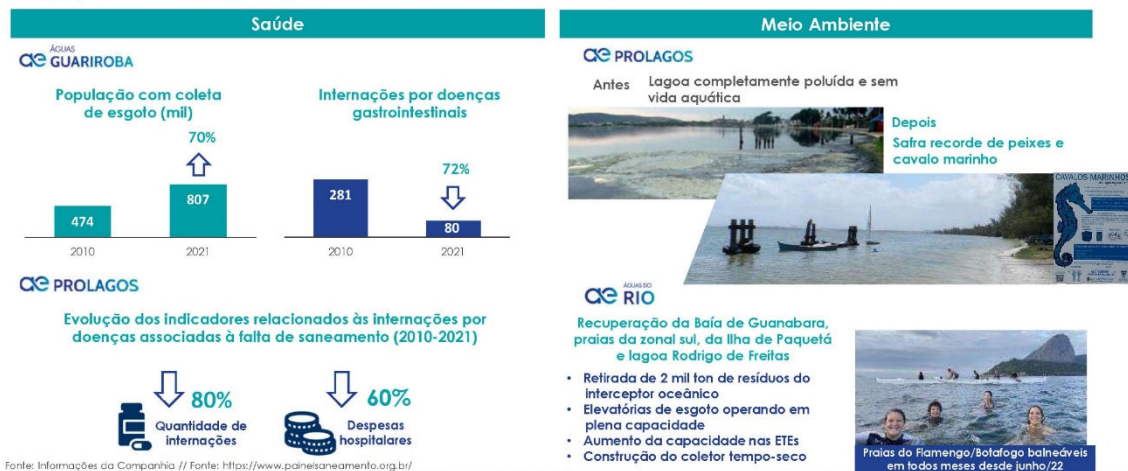 Saúde
ÁGUAS
ae GUARIROBA
População com coleta
de esgoto (mil)
70%
474
807
2010
2021
Internações por doenças
gastrointestinais
72%
281
80
2010
2021
ae PROLAGOS
Evolução dos indicadores relacionados às internações por
doenças associadas à falta de saneamento (2010-2021)
80%
Quantidade de
internações
60%
Despesas
hospitalares
Fonte: Informações da Companhia // Fonte: https://www.painelsaneamento.org.br/
Meio Ambiente
ae PROLAGOS
Antes
Lagoa completamente poluída e sem
vida aquática
Depois
Safra recorde de peixes e
cavalo marinho
CAVALOS-MARINHOS
ÁGUAS DO
ae RIO
Recuperação da Baía de Guanabara,
praias da zonal sul, da Ilha de Paquetá
e lagoa Rodrigo de Freitas
• Retirada de 2 mil ton de resíduos do
interceptor oceânico
• Elevatórias de esgoto operando em
plena capacidade
• Aumento da capacidade nas ETEs
• Construção do coletor tempo-seco
Praias do Flamengo/Botafogo balneáveis
em todos meses desde junho/22